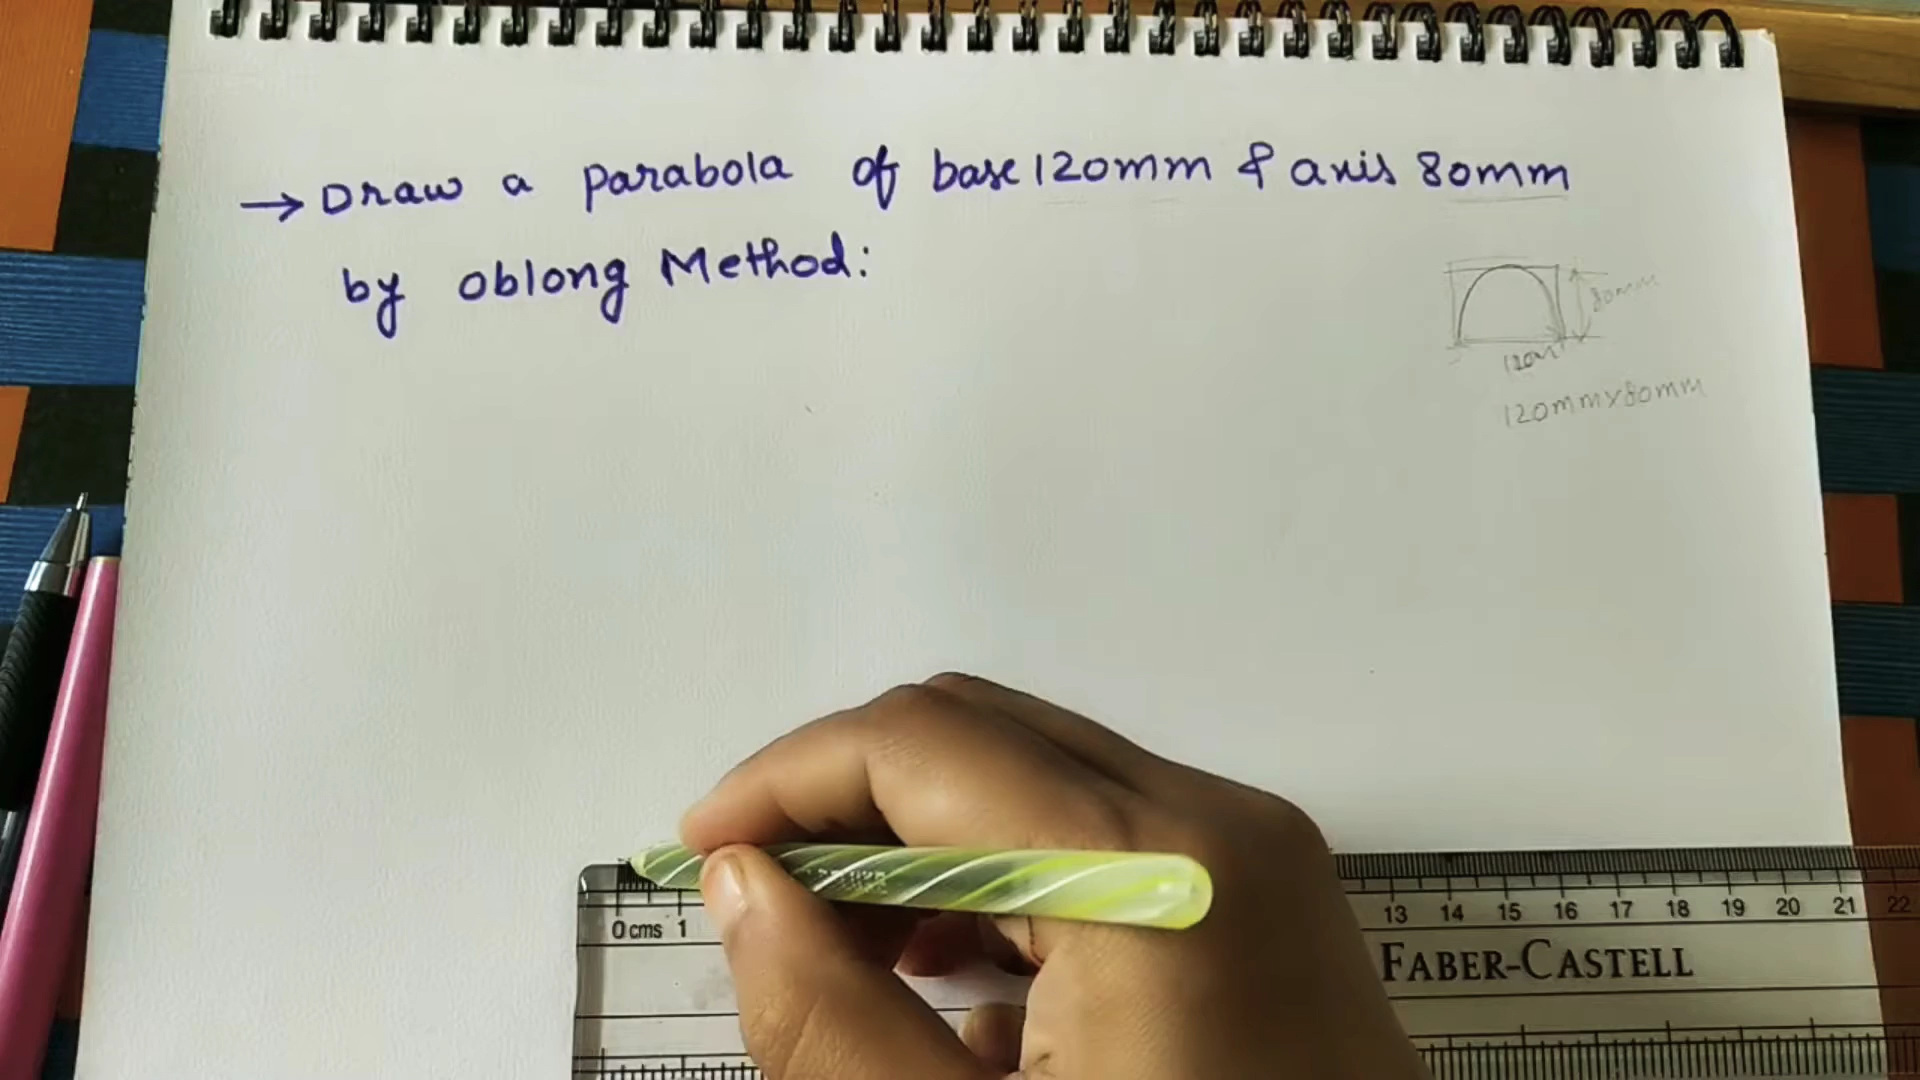 → Draw a parabola of base 120mm & axis 80mm
by oblong Method:
80mm
120mm
120mm×80mm
0 cms 1 13 14 15 16 17 18 19 20 21 22
FABER-CASTELL